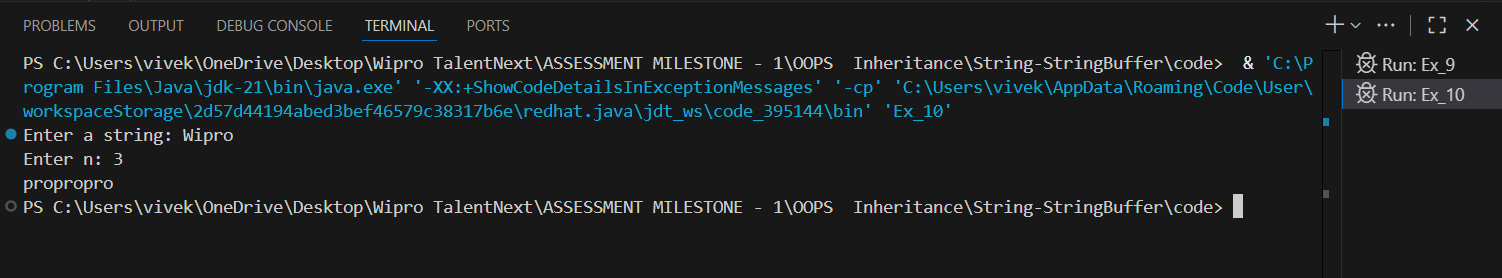 PROBLEMS OUTPUT DEBUG CONSOLE TERMINAL PORTS
PS C:\Users\vivek\OneDrive\Desktop\Wipro TalentNext\ASSESSMENT MILESTONE - 1\OOPS  Inheritance\String-StringBuffer\code>  & 'C:\P
rogram Files\Java\jdk-21\bin\java.exe' '-XX:+ShowCodeDetailsInExceptionMessages' '-cp' 'C:\Users\vivek\AppData\Roaming\Code\User\
workspaceStorage\2d57d44194abed3bef46579c38317b6e\redhat.java\jdt_ws\code_395144\bin' 'Ex_10'
Enter a string: Wipro
Enter n: 3
propropro
PS C:\Users\vivek\OneDrive\Desktop\Wipro TalentNext\ASSESSMENT MILESTONE - 1\OOPS  Inheritance\String-StringBuffer\code>
Run: Ex_9
Run: Ex_10